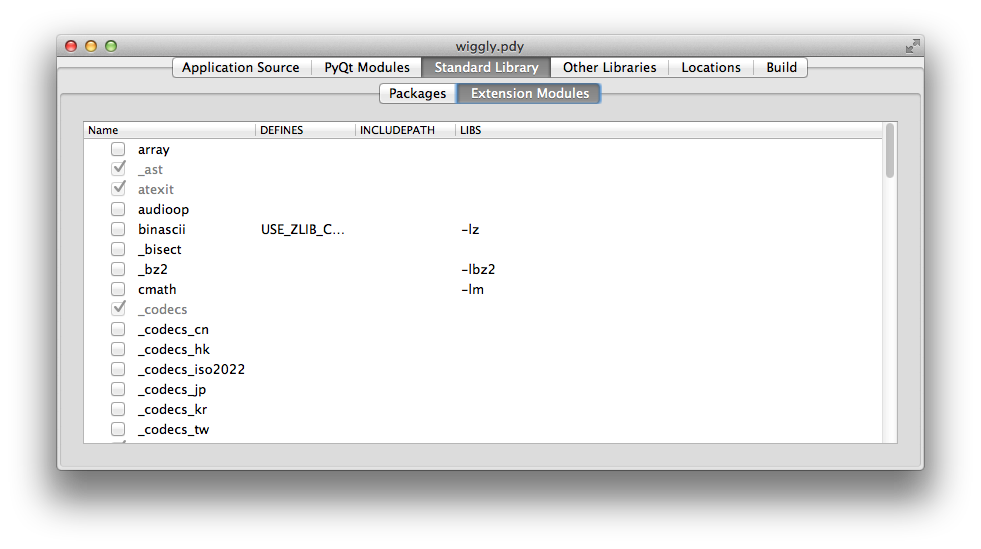 wiggly.pdy
Application Source PyQt Modules Standard Library Other Libraries Locations Build
Packages Extension Modules
Name DEFINES INCLUDEPATH LIBS
array
_ast
atexit
audioop
binascii USE_ZLIB_C... -lz
_bisect
_bz2 -lbz2
cmath -lm
_codecs
_codecs_cn
_codecs_hk
_codecs_iso2022
_codecs_jp
_codecs_kr
_codecs_tw